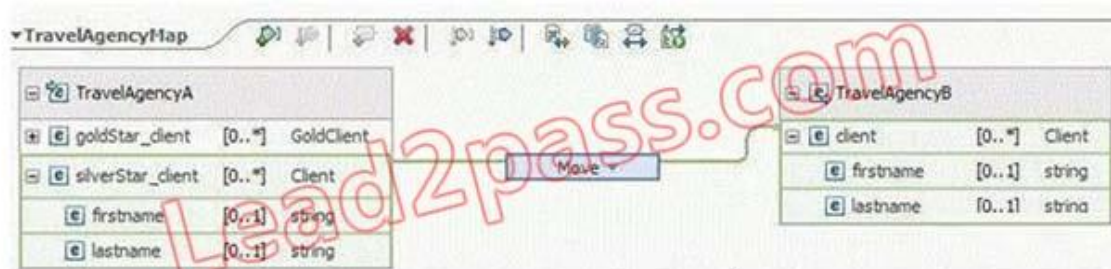 TravelAgencyMap
TravelAgencyA
goldStar_client [0..*] GoldClient
silverStar_client [0..*] Client
firstname [0..1] string
lastname [0..1] string
Move
TravelAgencyB
client [0..*] Client
firstname [0..1] string
lastname [0..1] string
Lead2pass.com